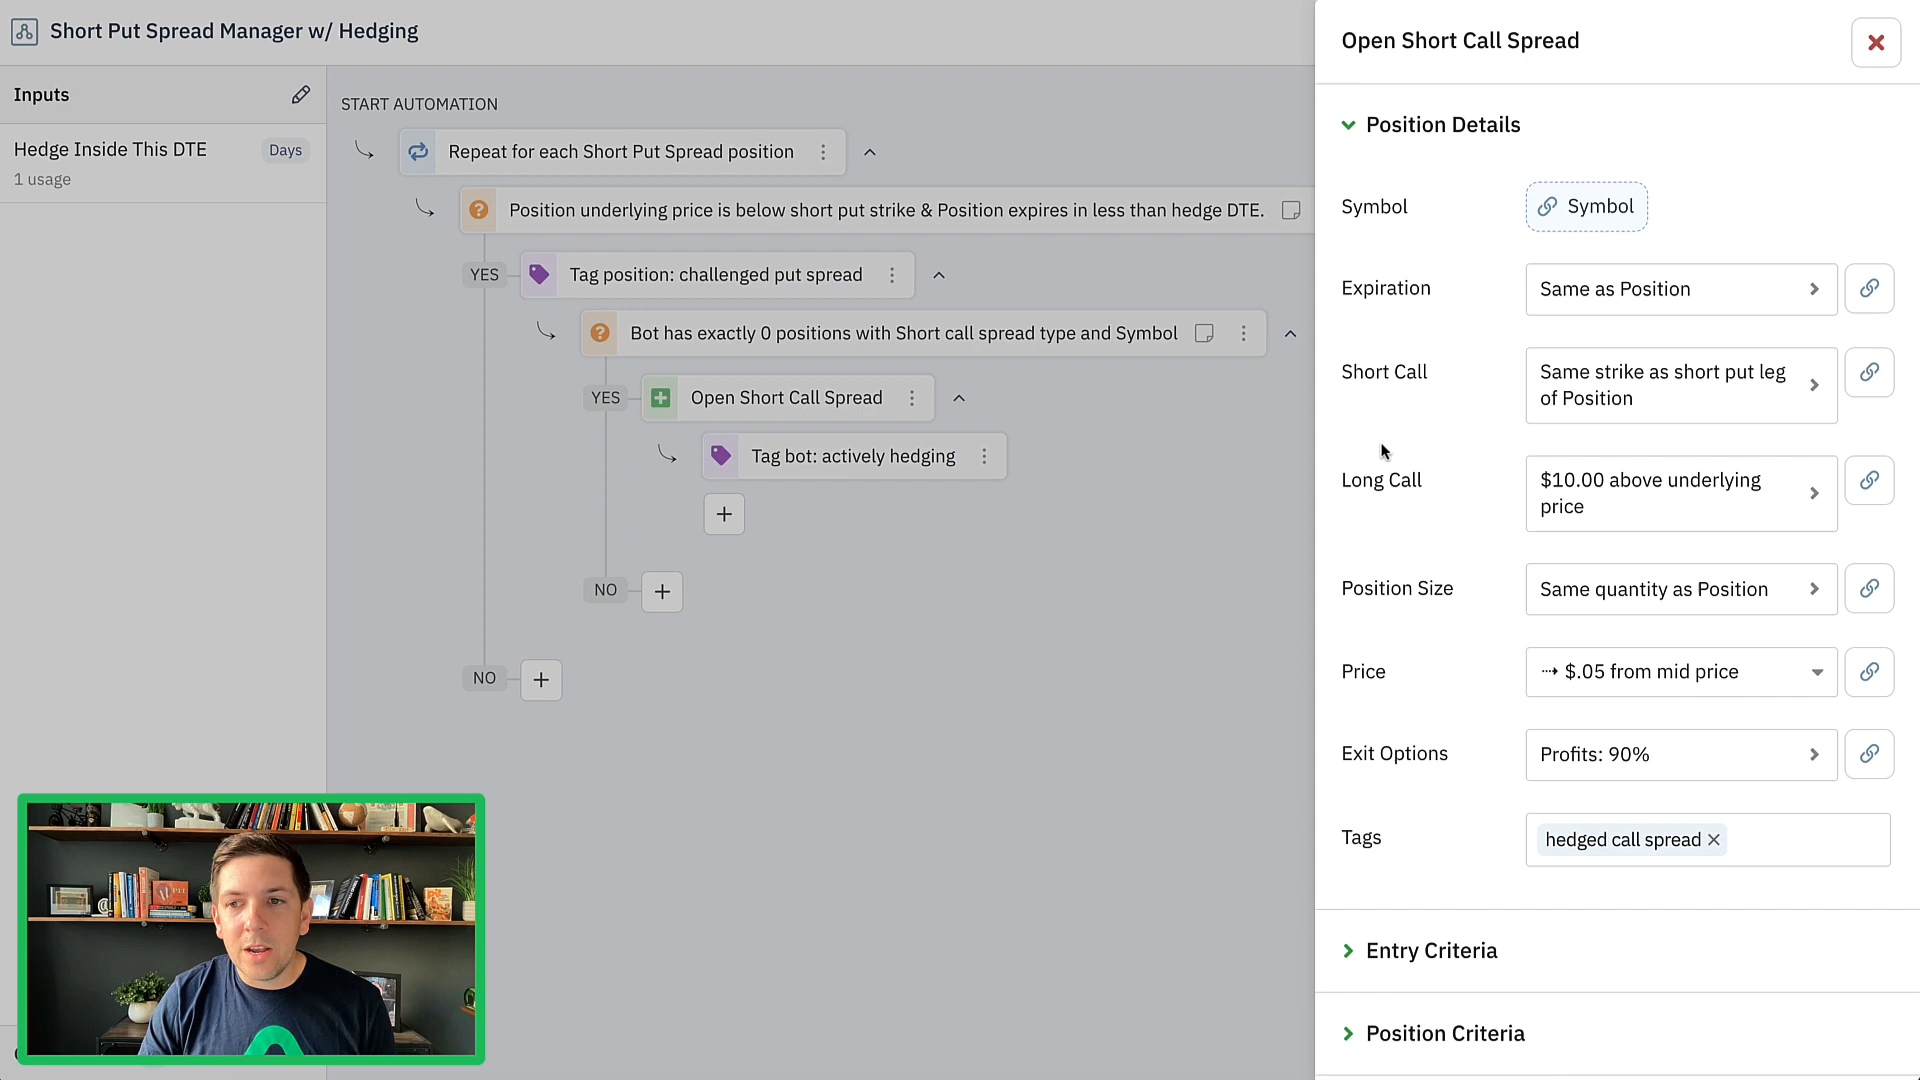 Short Put Spread Manager w/ Hedging
Inputs
Hedge Inside This DTE
Days
1 usage
START AUTOMATION
Repeat for each Short Put Spread position
Position underlying price is below short put strike & Position expires in less than hedge DTE.
YES
Tag position: challenged put spread
Bot has exactly 0 positions with Short call spread type and Symbol
YES
Open Short Call Spread
Tag bot: actively hedging
NO
NO
Open Short Call Spread
Position Details
Symbol
Symbol
Expiration
Same as Position
Short Call
Same strike as short put leg
of Position
Long Call
$10.00 above underlying
price
Position Size
Same quantity as Position
Price
$.05 from mid price
Exit Options
Profits: 90%
Tags
hedged call spread
Entry Criteria
Position Criteria